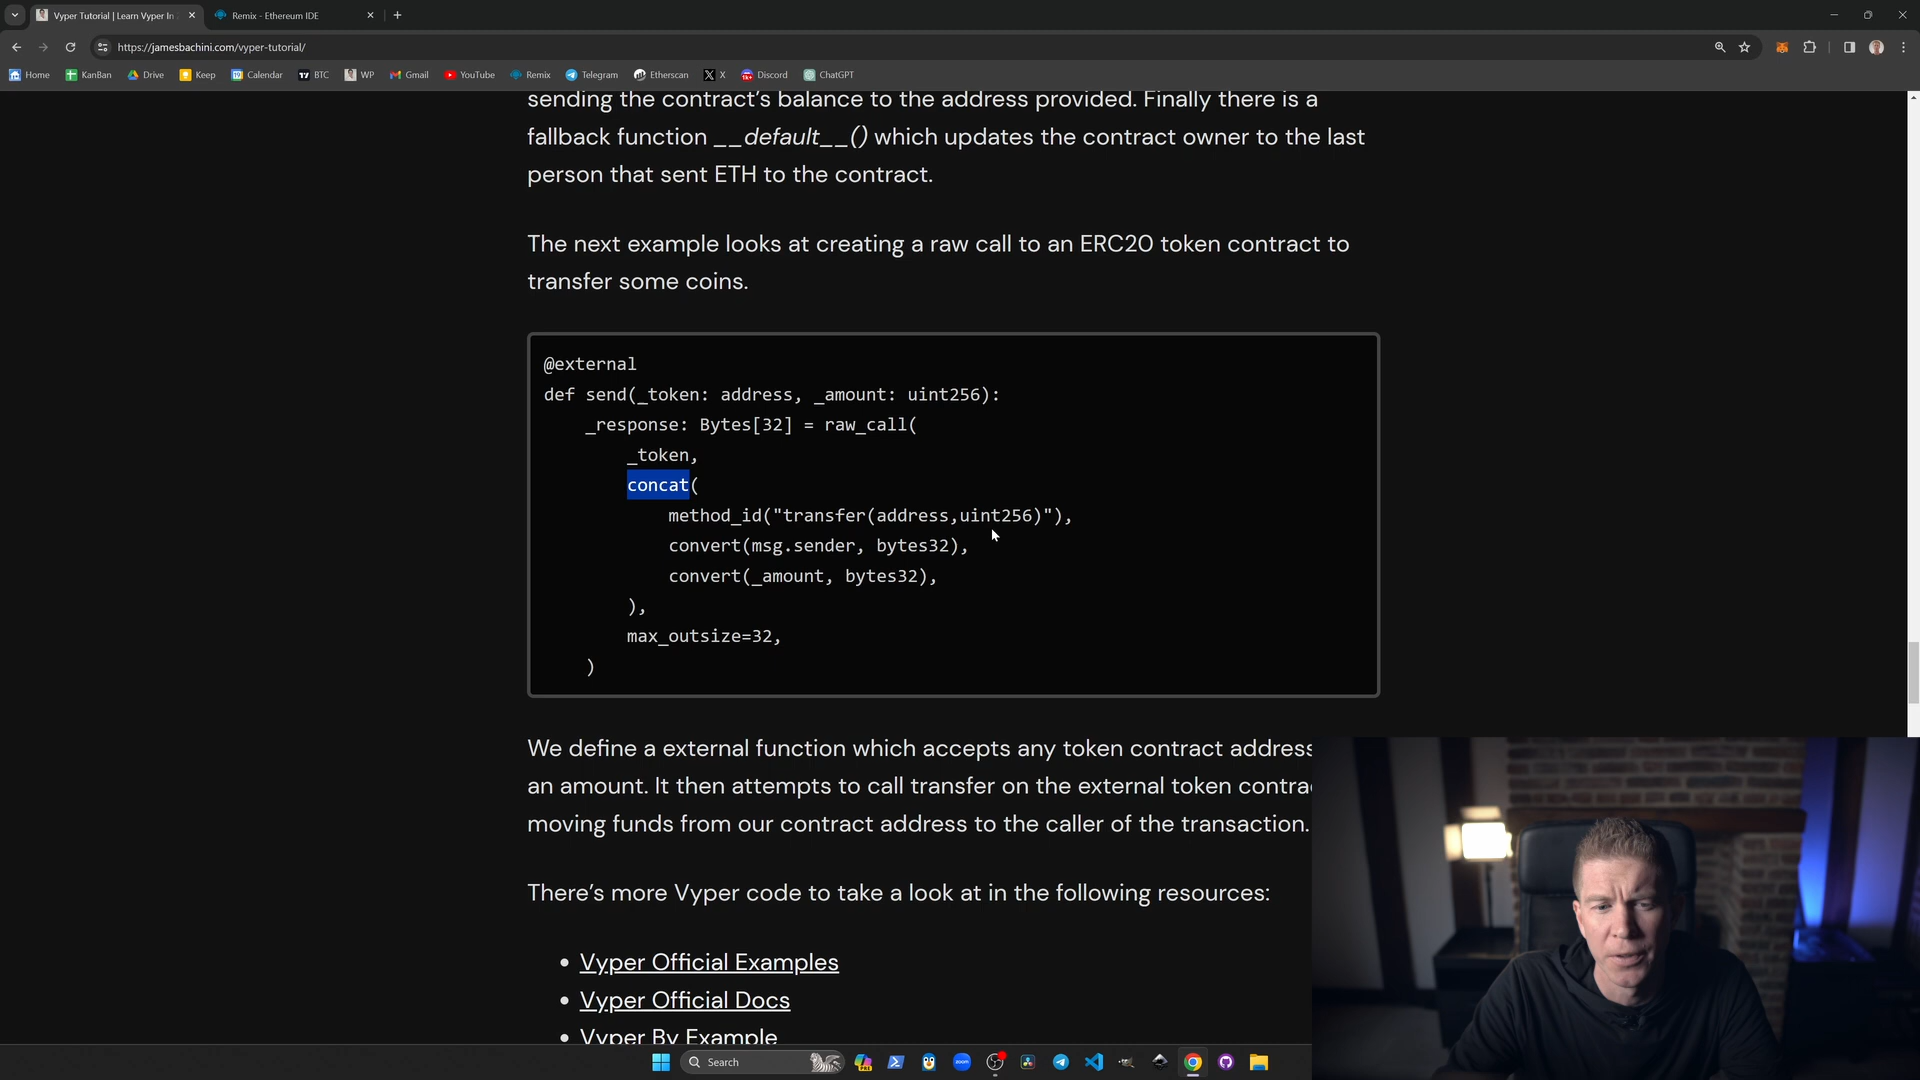 Vyper Tutorial | Learn Vyper In
Remix - Ethereum IDE
https://jamesbachini.com/vyper-tutorial/
Home
KanBan
Drive
Keep
Calendar
BTC
WP
Gmail
YouTube
Remix
Telegram
Etherscan
X
Discord
ChatGPT
sending the contract's balance to the address provided. Finally there is a
fallback function __default__() which updates the contract owner to the last
person that sent ETH to the contract.
The next example looks at creating a raw call to an ERC20 token contract to
transfer some coins.
@external
def send(_token: address, _amount: uint256):
    _response: Bytes[32] = raw_call(
        _token,
        concat(
            method_id("transfer(address,uint256)"),
            convert(msg.sender, bytes32),
            convert(_amount, bytes32),
        ),
        max_outsize=32,
    )
We define a external function which accepts any token contract address
an amount. It then attempts to call transfer on the external token contra
moving funds from our contract address to the caller of the transaction.
There's more Vyper code to take a look at in the following resources:
• Vyper Official Examples
• Vyper Official Docs
• Vyper By Example
Search